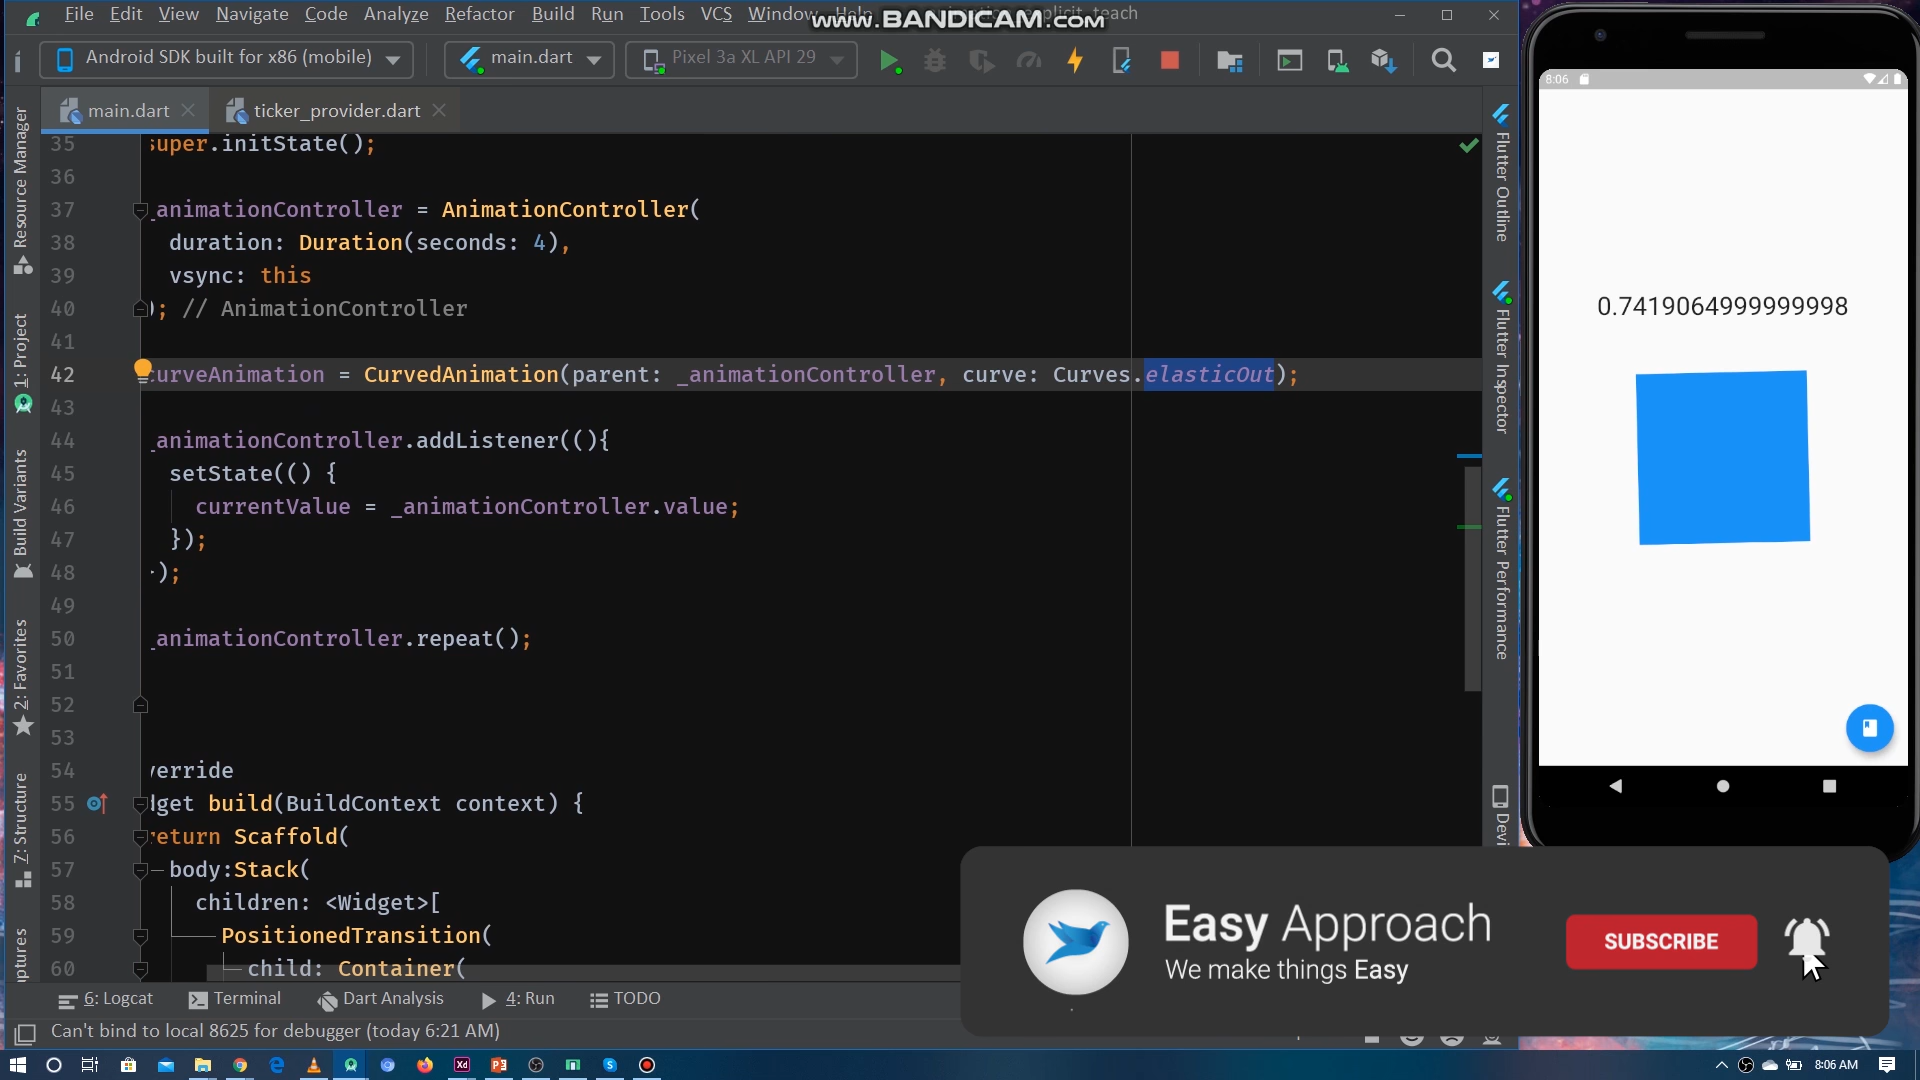 File Edit View Navigate Code Analyze Refactor Build Run Tools VCS Window Help teach
www.BANDICAM.com
Android SDK built for x86 (mobile) main.dart Pixel 3a XL API 29
main.dart ticker_provider.dart
35 super.initState();
36
37 _animationController = AnimationController(
38 duration: Duration(seconds: 4),
39 vsync: this
40 ); // AnimationController
41
42 curveAnimation = CurvedAnimation(parent: _animationController, curve: Curves.elasticOut);
43
44 _animationController.addListener((){
45 setState(() {
46 currentValue = _animationController.value;
47 });
48 });
49
50 _animationController.repeat();
51
52
53
54 verride
55 dget build(BuildContext context) {
56 return Scaffold(
57 body:Stack(
58 children: <Widget>[
59 PositionedTransition(
60 child: Container(
Resource Manager
1: Project
Build Variants
2: Favorites
7: Structure
aptures
Flutter Outline
Flutter Inspector
Flutter Performance
Devi
8:06
0.7419064999999998
Easy Approach
We make things Easy
SUBSCRIBE
6: Logcat Terminal Dart Analysis 4: Run TODO
Can't bind to local 8625 for debugger (today 6:21 AM)
Xd
8:06 AM